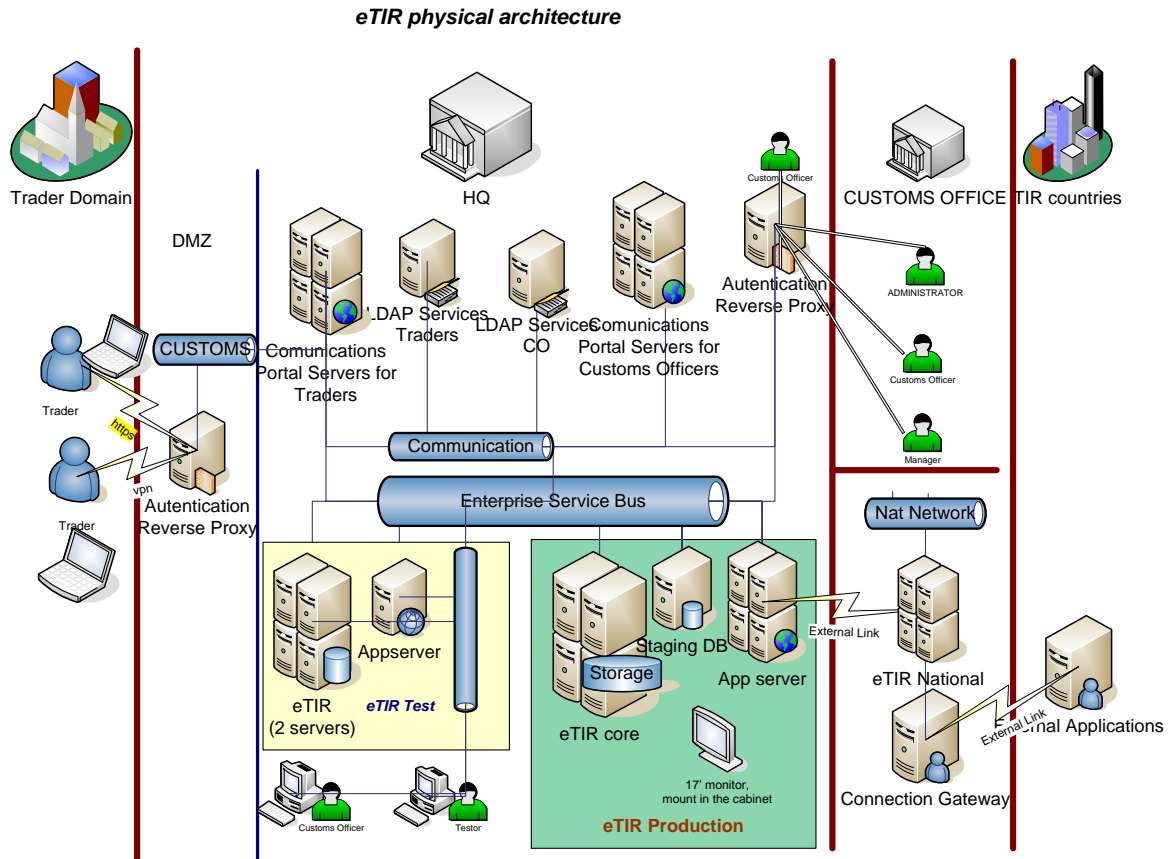 eTIR physical architecture
Trader Domain
HQ
Customs Officer
CUSTOMS OFFICE
TIR countries
DMZ
Autentication
Reverse Proxy
ADMINISTRATOR
LDAP Services
Traders
LDAP Services
CO
Comunications
Portal Servers for
Traders
Comunications
Portal Servers for
Customs Officers
CUSTOMS
Customs Officer
Trader
https
Manager
Communication
vpn
Trader
Autentication
Reverse Proxy
Enterprise Service Bus
Nat Network
External Link
Appserver
Staging DB
App server
Storage
eTIR
(2 servers)
eTIR Test
eTIR core
eTIR National
External Link
External Applications
17' monitor,
mount in the cabinet
Connection Gateway
Customs Officer
Testor
eTIR Production